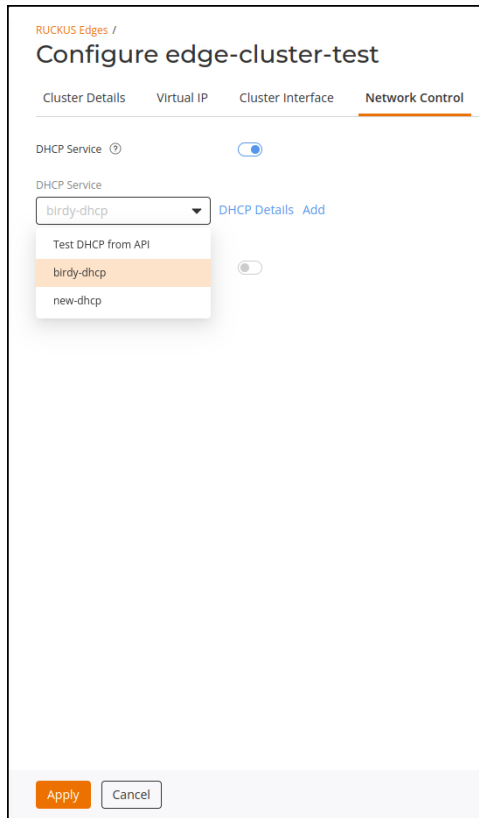 RUCKUS Edges /
Configure edge-cluster-test
Cluster Details Virtual IP Cluster Interface Network Control
DHCP Service ?
DHCP Service
birdy-dhcp DHCP Details Add
Test DHCP from API
birdy-dhcp
new-dhcp
Apply Cancel